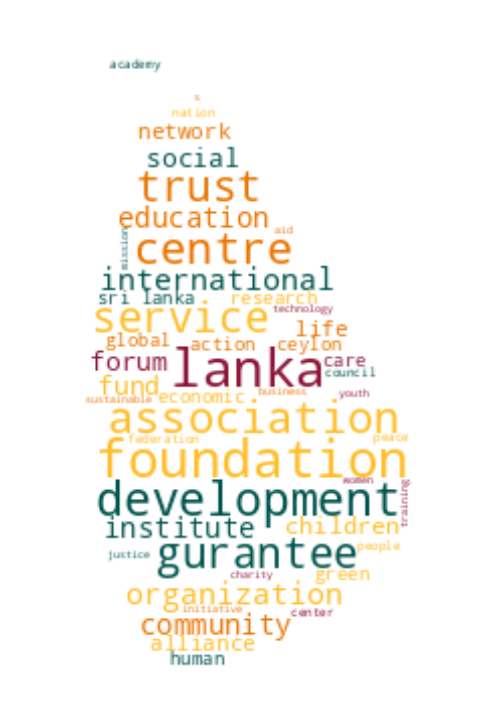 academy
s
nation
network
social
trust
education
aid
mission
centre
international
sri lanka research
technology
service
life
global action ceylon
forum lanka care
council
fund economic business
sustainable youth
association
federation peace
foundation
women
development training
institute children
justice gurantee people
charity green
organization
initiative center
community
alliance
human